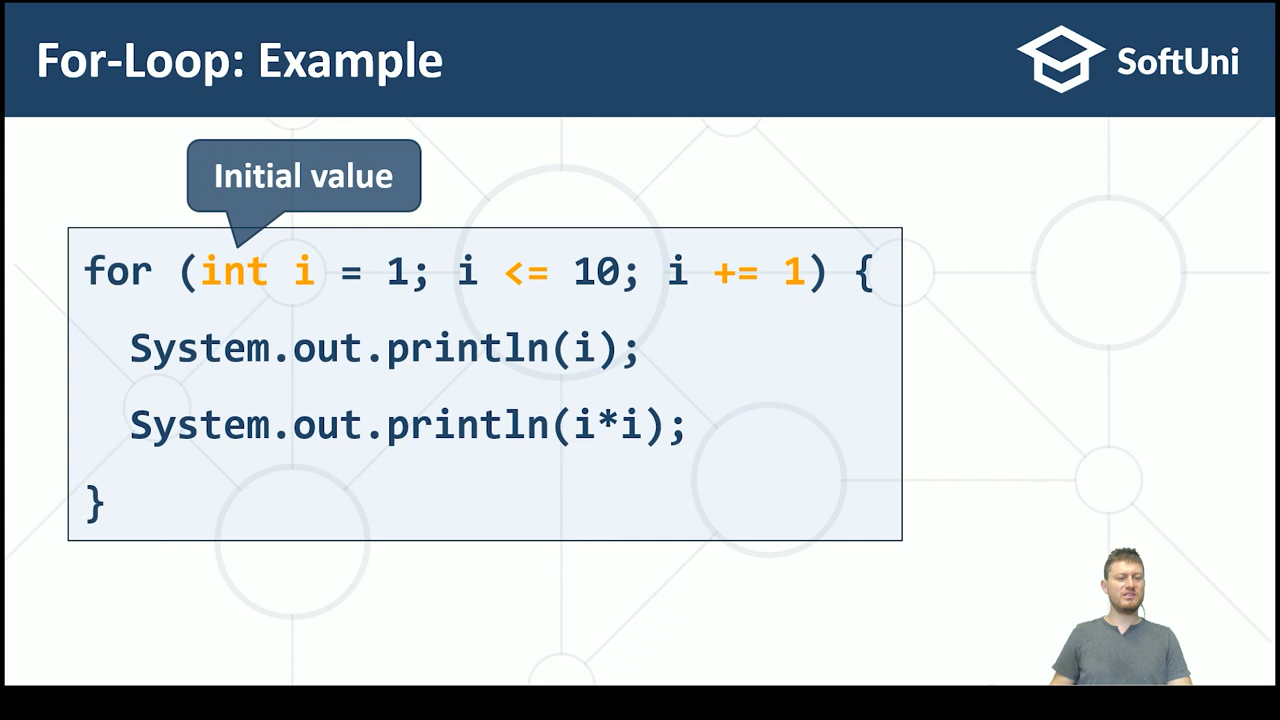 For-Loop: Example
SoftUni
Initial value
for (int i = 1; i <= 10; i += 1) {
System.out.println(i);
System.out.println(i*i);
}